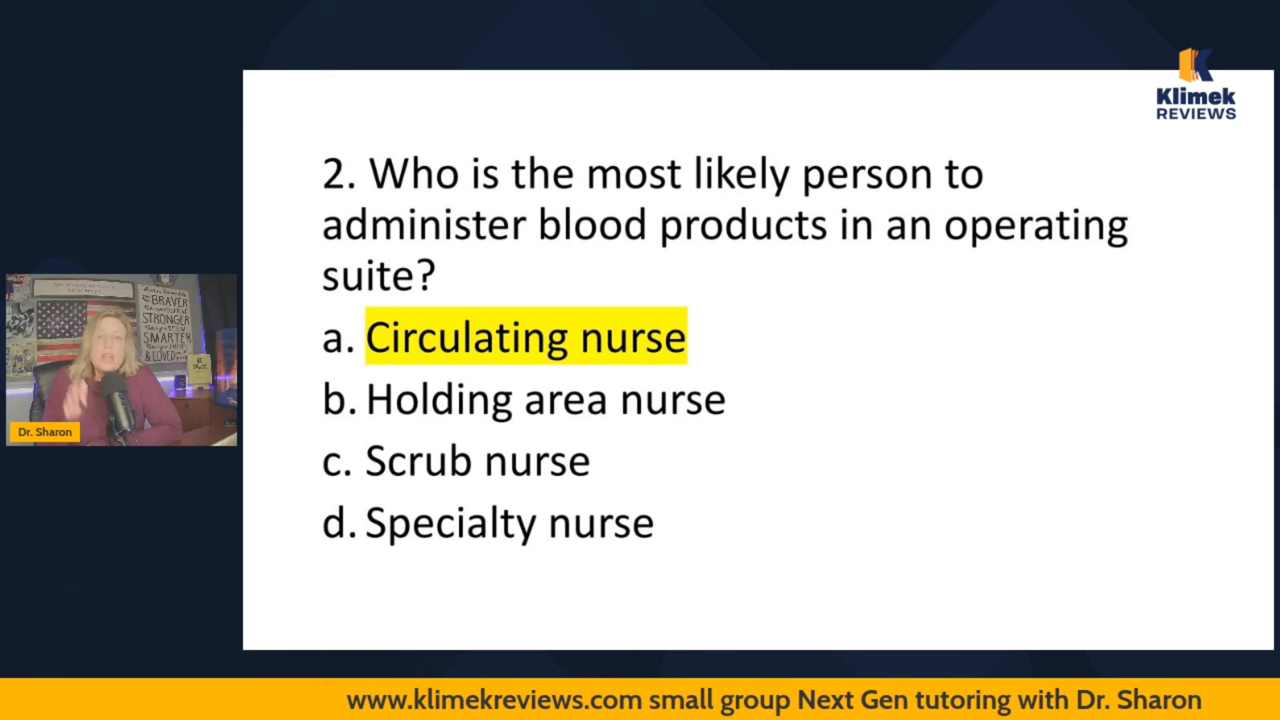 Klimek
REVIEWS
2. Who is the most likely person to
administer blood products in an operating
suite?
a. Circulating nurse
b. Holding area nurse
c. Scrub nurse
d. Specialty nurse
BRAVER
STRONGER
SMARTER
& LOVED
Dr. Sharon
www.klimekreviews.com small group Next Gen tutoring with Dr. Sharon